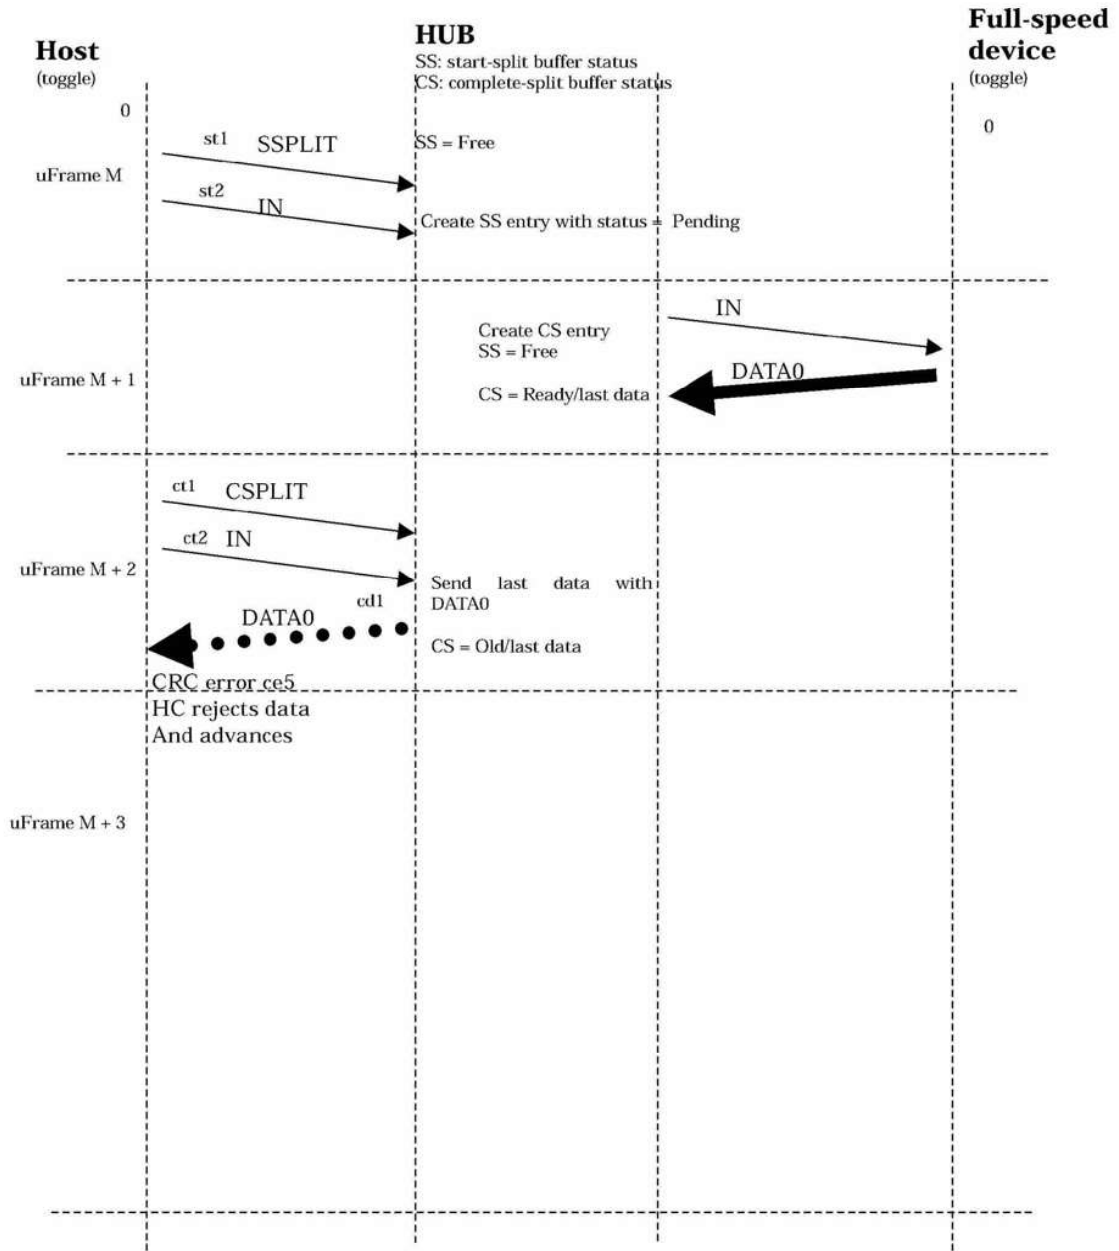 Host
(toggle)
HUB
SS: start-split buffer status
CS: complete-split buffer status
Full-speed
device
(toggle)
0
0
st1 SSPLIT
SS = Free
uFrame M
st2 IN
Create SS entry with status = Pending
IN
Create CS entry
SS = Free
uFrame M + 1
DATA0
CS = Ready/last data
ct1 CSPLIT
ct2 IN
uFrame M + 2
Send last data with
DATA0
cd1
DATA0
CS = Old/last data
CRC error ce5
HC rejects data
And advances
uFrame M + 3